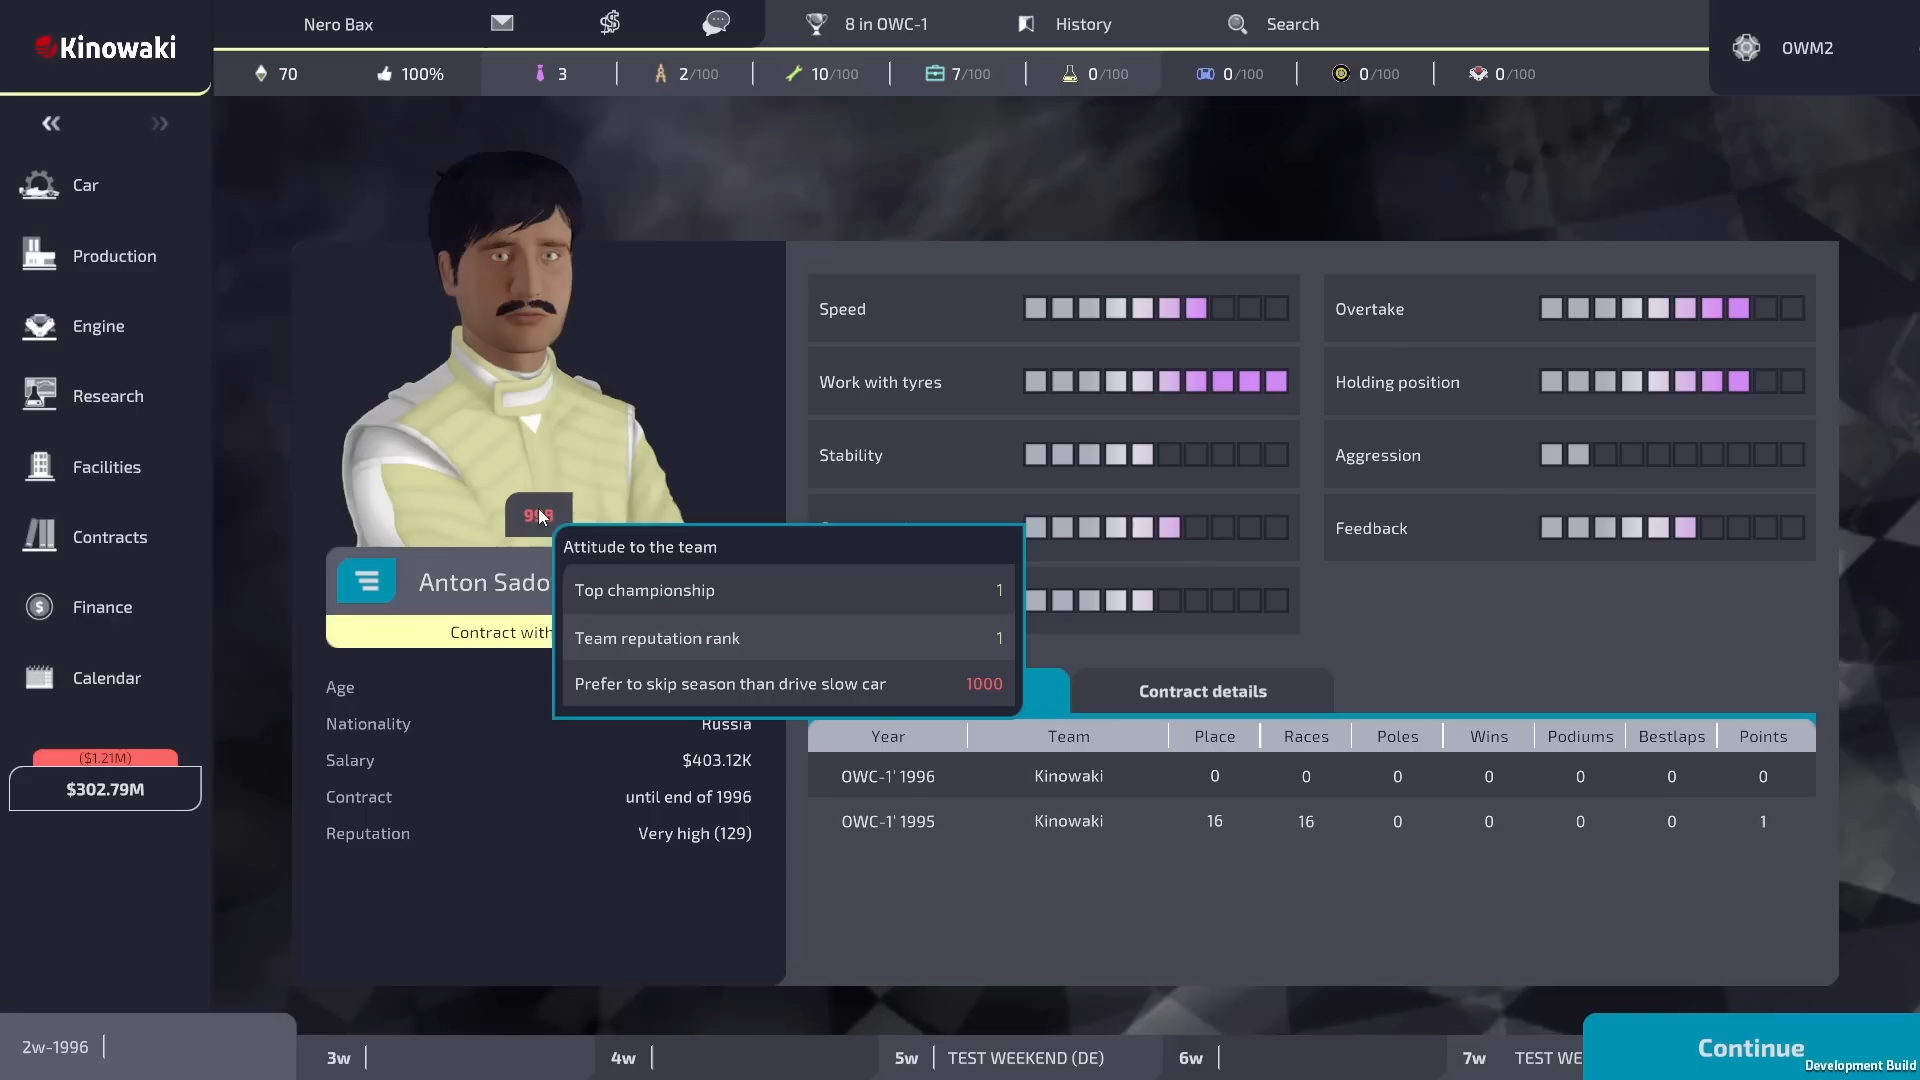 Kinowaki
Nero Bax
8 in OWC-1
History
Search
OWM2
70
100%
3
2/100
10/100
7/100
0/100
0/100
0/100
0/100
Car
Production
Engine
Research
Facilities
Contracts
Finance
Calendar
($1.21M)
$302.79M
Anton Sado
Contract with
Age
Nationality
Russia
Salary
$403.12K
Contract
until end of 1996
Reputation
Very high (129)
Attitude to the team
Top championship 1
Team reputation rank 1
Prefer to skip season than drive slow car 1000
Speed
Overtake
Work with tyres
Holding position
Stability
Aggression
Feedback
Contract details
Year Team Place Races Poles Wins Podiums Bestlaps Points
OWC-1' 1996 Kinowaki 0 0 0 0 0 0 0
OWC-1' 1995 Kinowaki 16 16 0 0 0 0 1
2w-1996
3w
4w
5w TEST WEEKEND (DE)
6w
7w TEST WE
Continue
Development Build